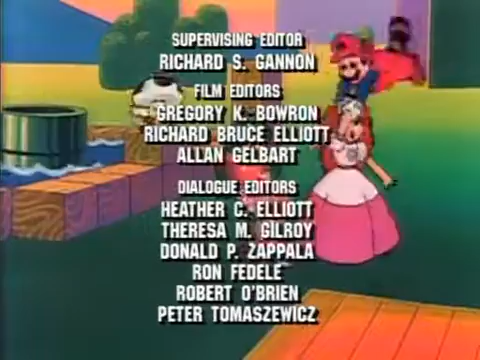 SUPERVISING EDITOR
RICHARD S. GANNON
FILM EDITORS
GREGORY K. BOWRON
RICHARD BRUCE ELLIOTT
ALLAN GELBART
DIALOGUE EDITORS
HEATHER C. ELLIOTT
THERESA M. GILROY
DONALD P. ZAPPALA
RON FEDELE
ROBERT O'BRIEN
PETER TOMASZEWICZ